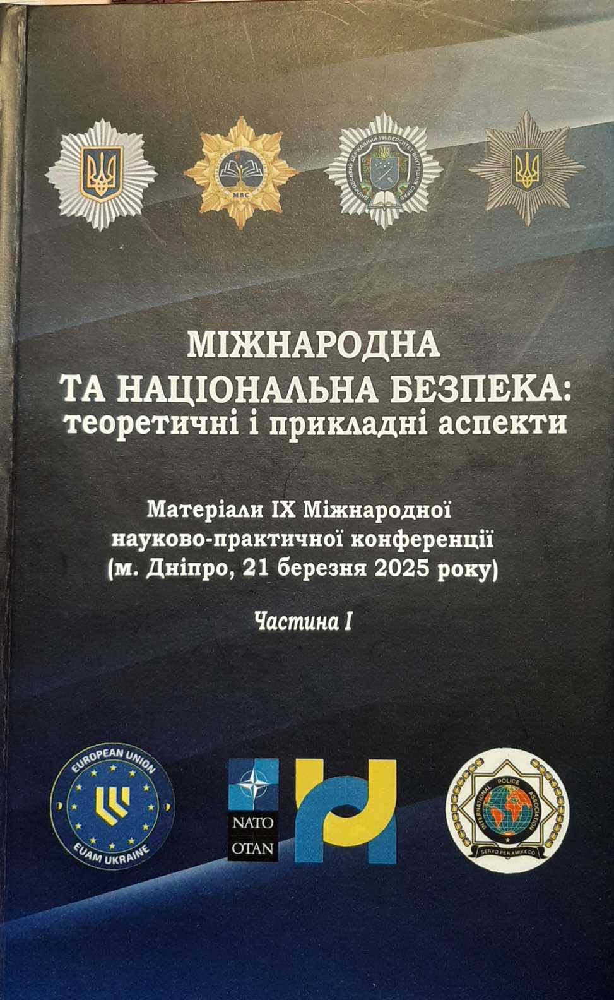 МВС
ДНІПРОВСЬКИЙ ДЕРЖАВНИЙ УНІВЕРСИТЕТ ВНУТРІШНІХ СПРАВ
МІЖНАРОДНА
ТА НАЦІОНАЛЬНА БЕЗПЕКА:
теоретичні і прикладні аспекти
Матеріали IX Міжнародної
науково-практичної конференції
(м. Дніпро, 21 березня 2025 року)
Частина I
EUROPEAN UNION
EUAM UKRAINE
NATO
OTAN
INTERNATIONAL POLICE ASSOCIATION
SERVO PER AMIKECO